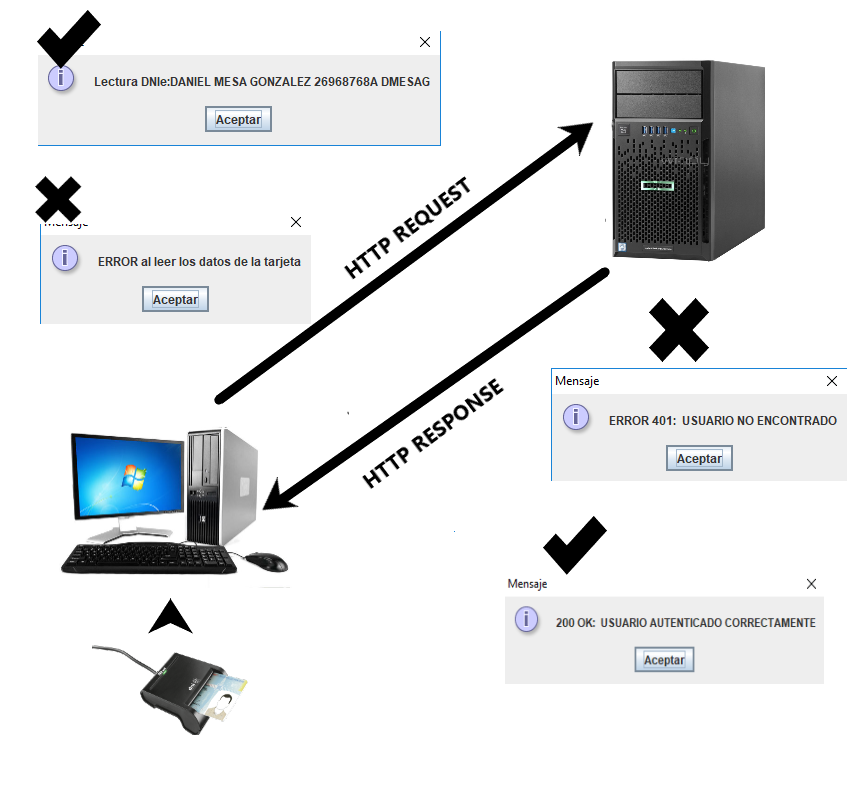 Lectura DNIe:DANIEL MESA GONZALEZ 26968768A DMESAG
Aceptar
Mensaje
ERROR al leer los datos de la tarjeta
Aceptar
HTTP REQUEST
HTTP RESPONSE
Mensaje
ERROR 401: USUARIO NO ENCONTRADO
Aceptar
Mensaje
200 OK: USUARIO AUTENTICADO CORRECTAMENTE
Aceptar